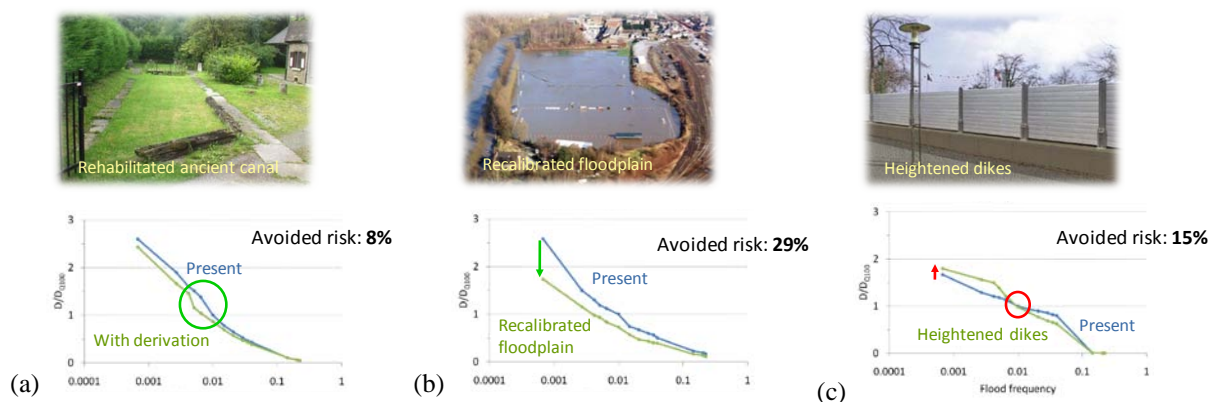 Rehabilitated ancient canal
Recalibrated floodplain
Heightened dikes
Avoided risk: 8%
D/D_Q100
3
2
1
0
Present
With derivation
0.0001
0.001
0.01
0.1
1
(a)
Avoided risk: 29%
D/D_Q100
3
2
1
0
Present
Recalibrated
floodplain
0.0001
0.001
0.01
0.1
1
(b)
Avoided risk: 15%
D/D_Q100
3
2
1
0
Present
Heightened dikes
0.0001
0.001
0.01
0.1
1
Flood frequency
(c)